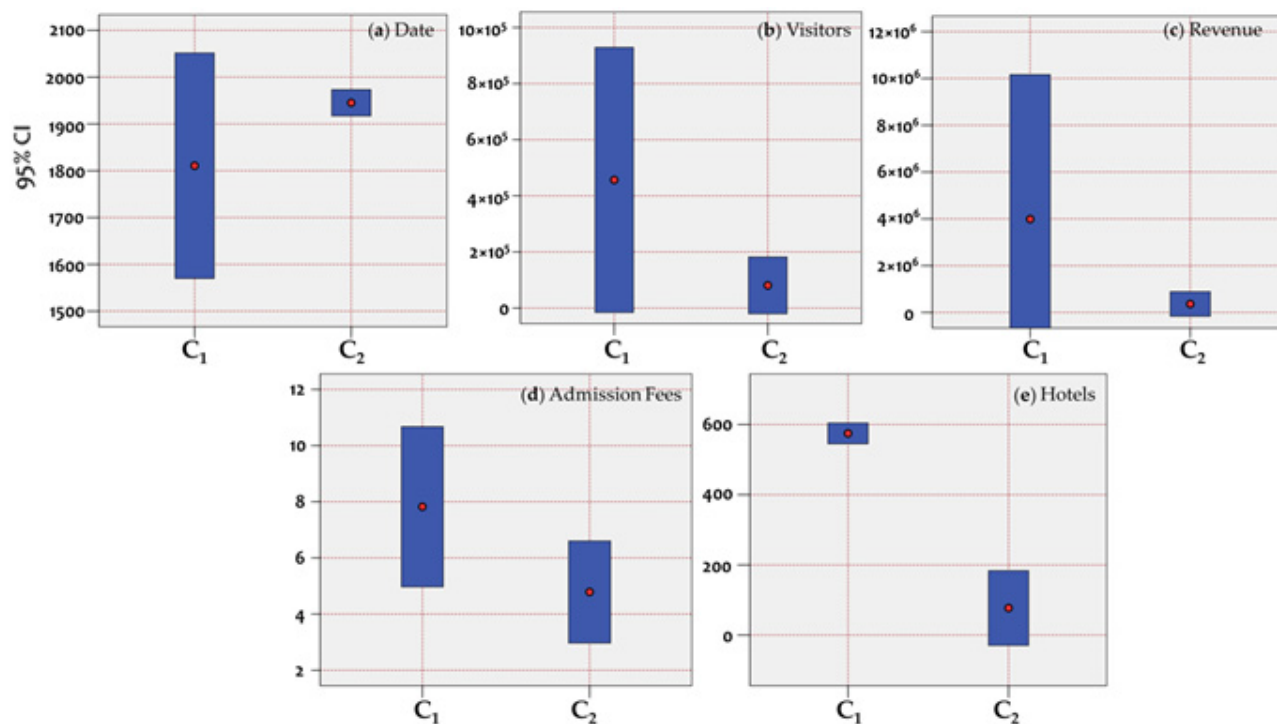 95% CI
(a) Date
2100
2000
1900
1800
1700
1600
1500
C₁ C₂
(b) Visitors
10×10⁵
8×10⁵
6×10⁵
4×10⁵
2×10⁵
0
C₁ C₂
(c) Revenue
12×10⁶
10×10⁶
8×10⁶
6×10⁶
4×10⁶
2×10⁶
0
C₁ C₂
(d) Admission Fees
12
10
8
6
4
2
C₁ C₂
(e) Hotels
600
400
200
0
C₁ C₂